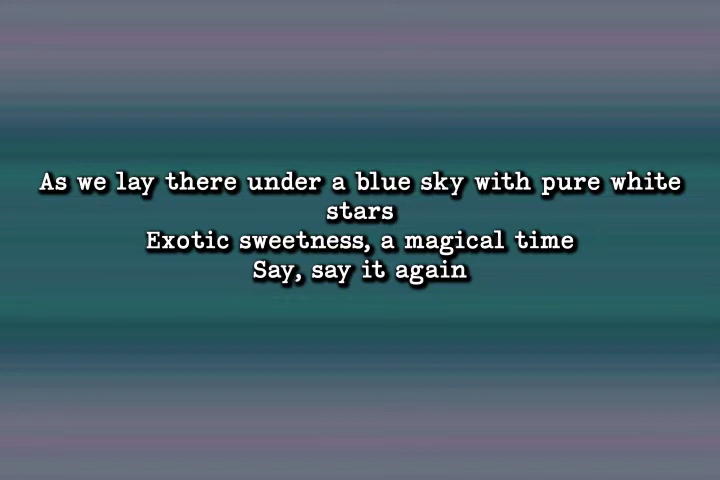 As we lay there under a blue sky with pure white
stars
Exotic sweetness, a magical time
Say, say it again